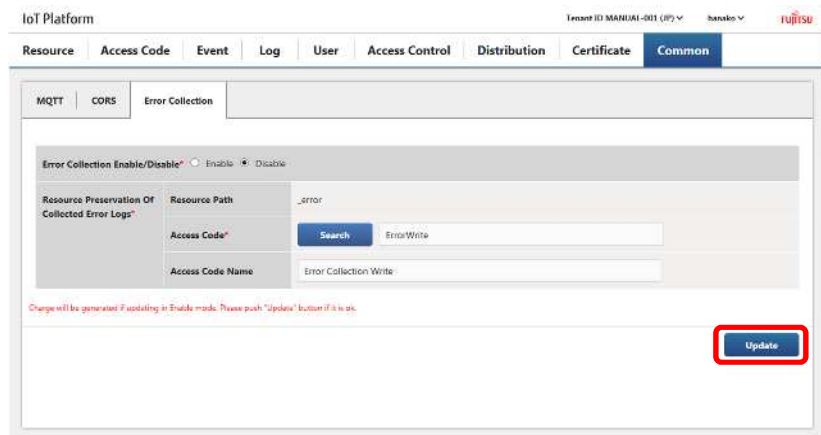 IoT Platform Tenant ID MANUAL-001 (JP) hanako FUJITSU
Resource Access Code Event Log User Access Control Distribution Certificate Common
MQTT CORS Error Collection
Error Collection Enable/Disable* Enable Disable
Resource Preservation Of Collected Error Logs* Resource Path _error
Access Code* Search ErrorWrite
Access Code Name Error Collection Write
Charge will be generated if updating in Enable mode. Please push "Update" button if it is ok.
Update